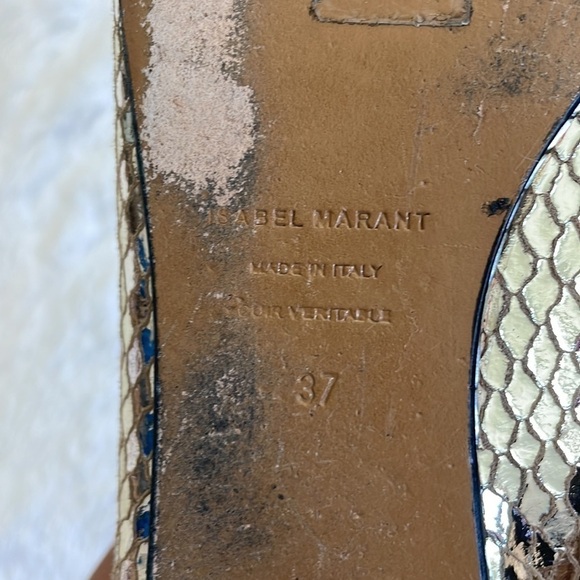 ISABEL MARANT
MADE IN ITALY
CUIR VERITABLE
37